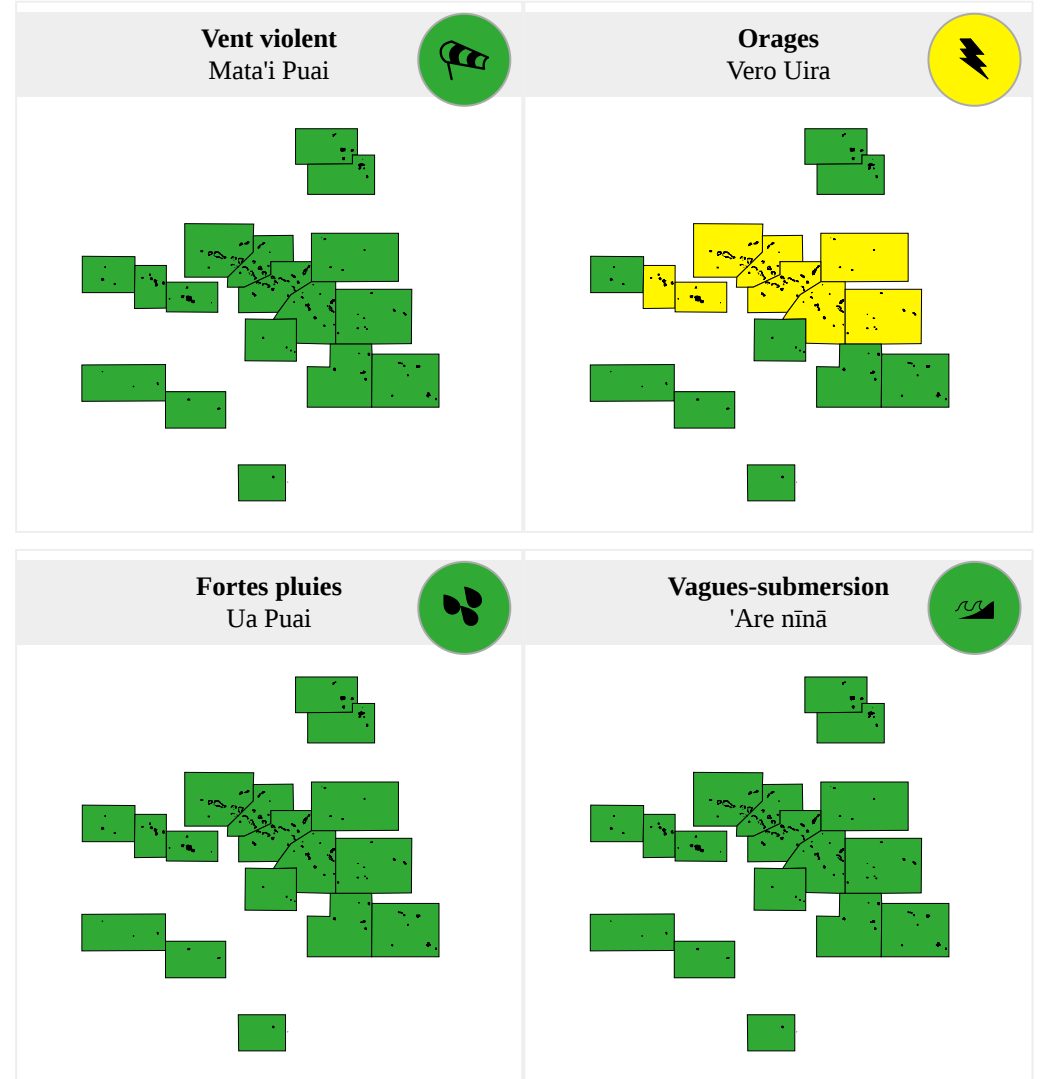 Vent violent
Mata'i Puai
Orages
Vero Uira
Fortes pluies
Ua Puai
Vagues-submersion
'Are nīnā